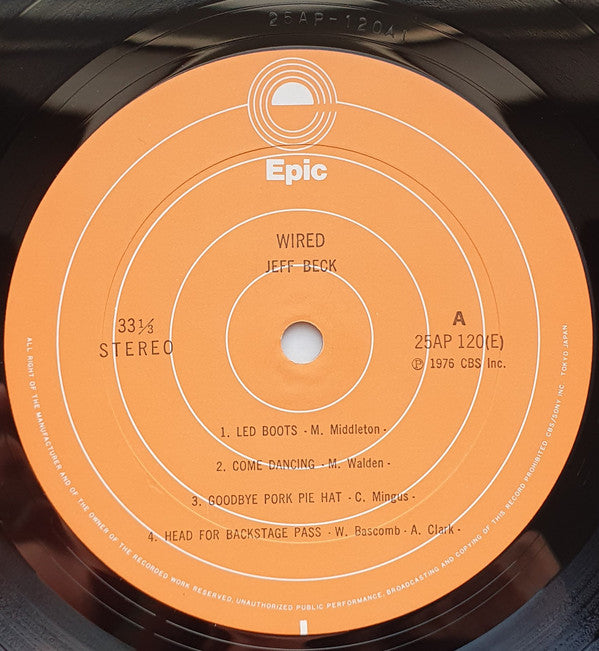 25AP-120A1
Epic
WIRED
JEFF BECK
33⅓
STEREO
A
25AP 120(E)
Ⓟ 1976 CBS Inc.
1. LED BOOTS - M. Middleton -
2. COME DANCING - M. Walden -
3. GOODBYE PORK PIE HAT - C. Mingus -
4. HEAD FOR BACKSTAGE PASS - W. Bascomb - A. Clark -
ALL RIGHT OF THE MANUFACTURER AND OF THE OWNER OF THE RECORDED WORK RESERVED. UNAUTHORIZED PUBLIC PERFORMANCE, BROADCASTING AND COPYING OF THIS RECORD PROHIBITED CBS/SONY INC TOKYO JAPAN